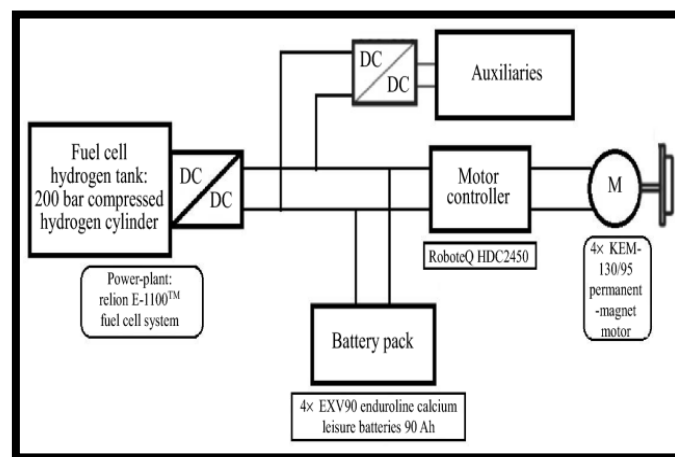 DC
DC
Auxiliaries
Fuel cell
hydrogen tank:
200 bar compressed
hydrogen cylinder
DC
DC
Motor
controller
M
RoboteQ HDC2450
4× KEM-
130/95
permanent
-magnet
motor
Power-plant:
relion E-1100™
fuel cell system
Battery pack
4× EXV90 enduroline calcium
leisure batteries 90 Ah